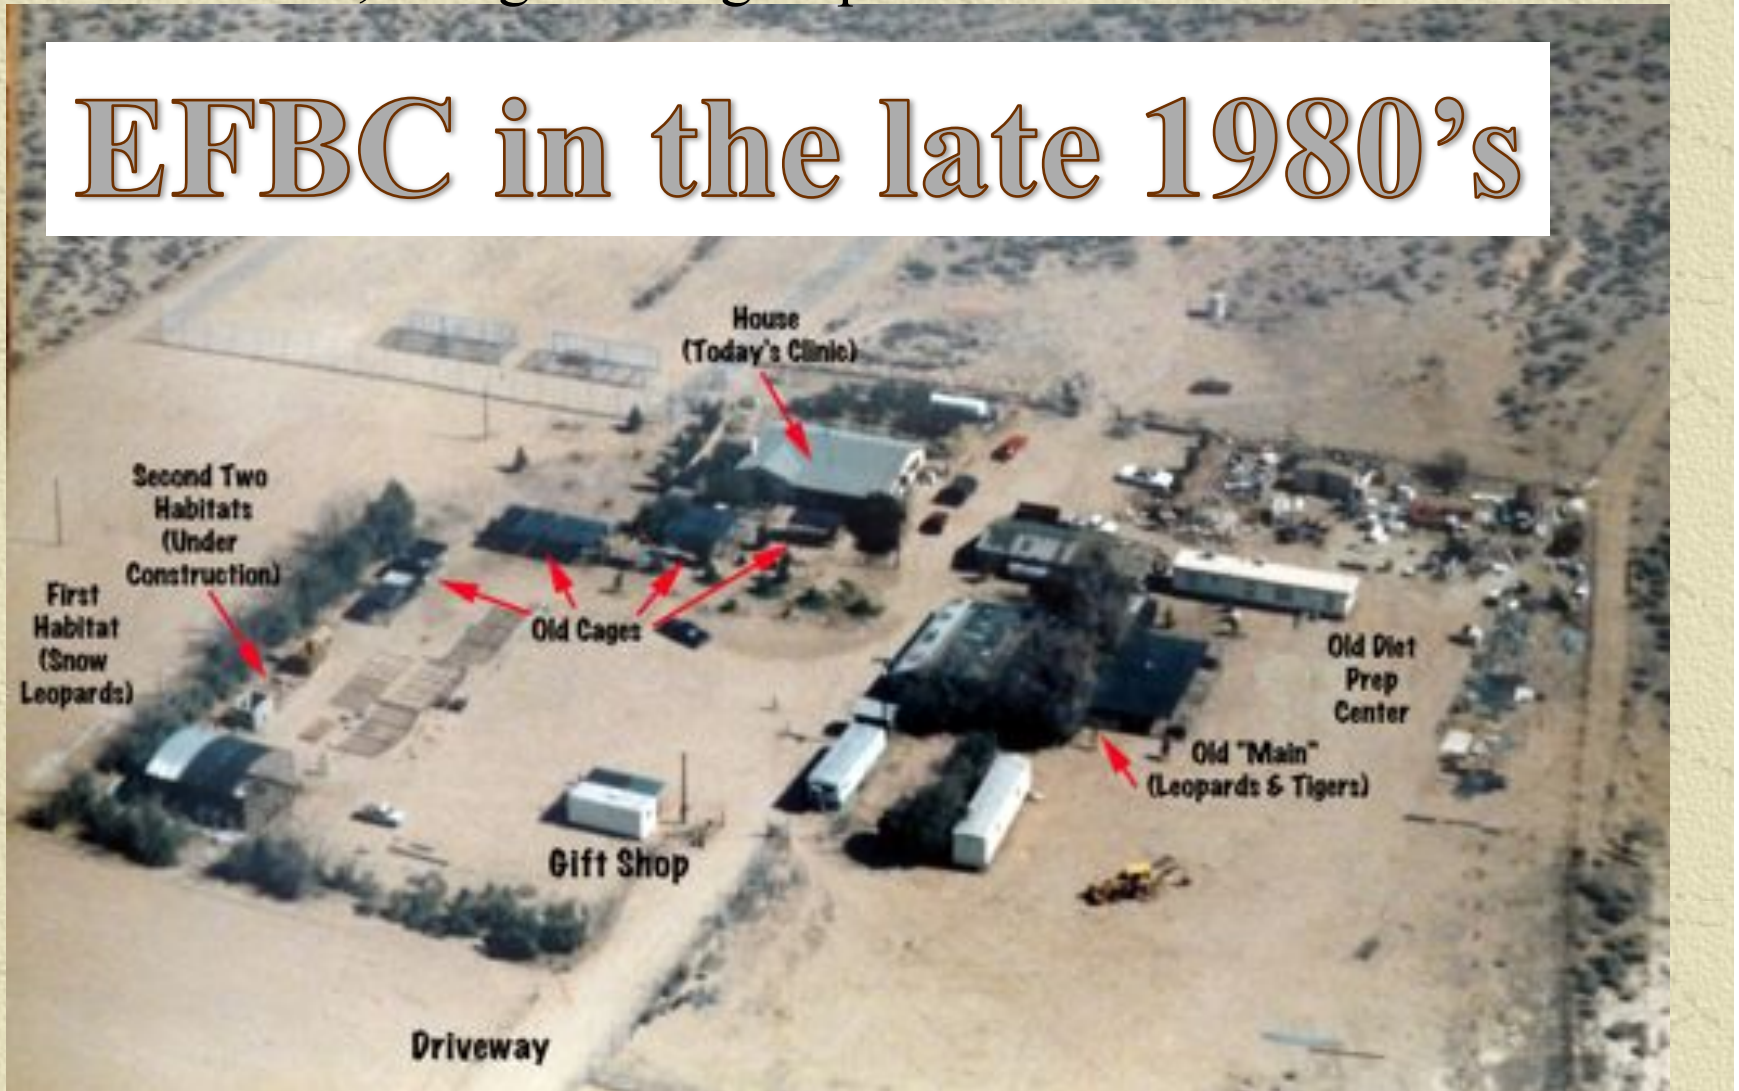 EFBC in the late 1980’s
House
(Today's Clinic)
Second Two
Habitats
(Under
Construction)
First
Habitat
(Snow
Leopards)
Old Cages
Old Diet
Prep
Center
Old "Main"
(Leopards & Tigers)
Gift Shop
Driveway